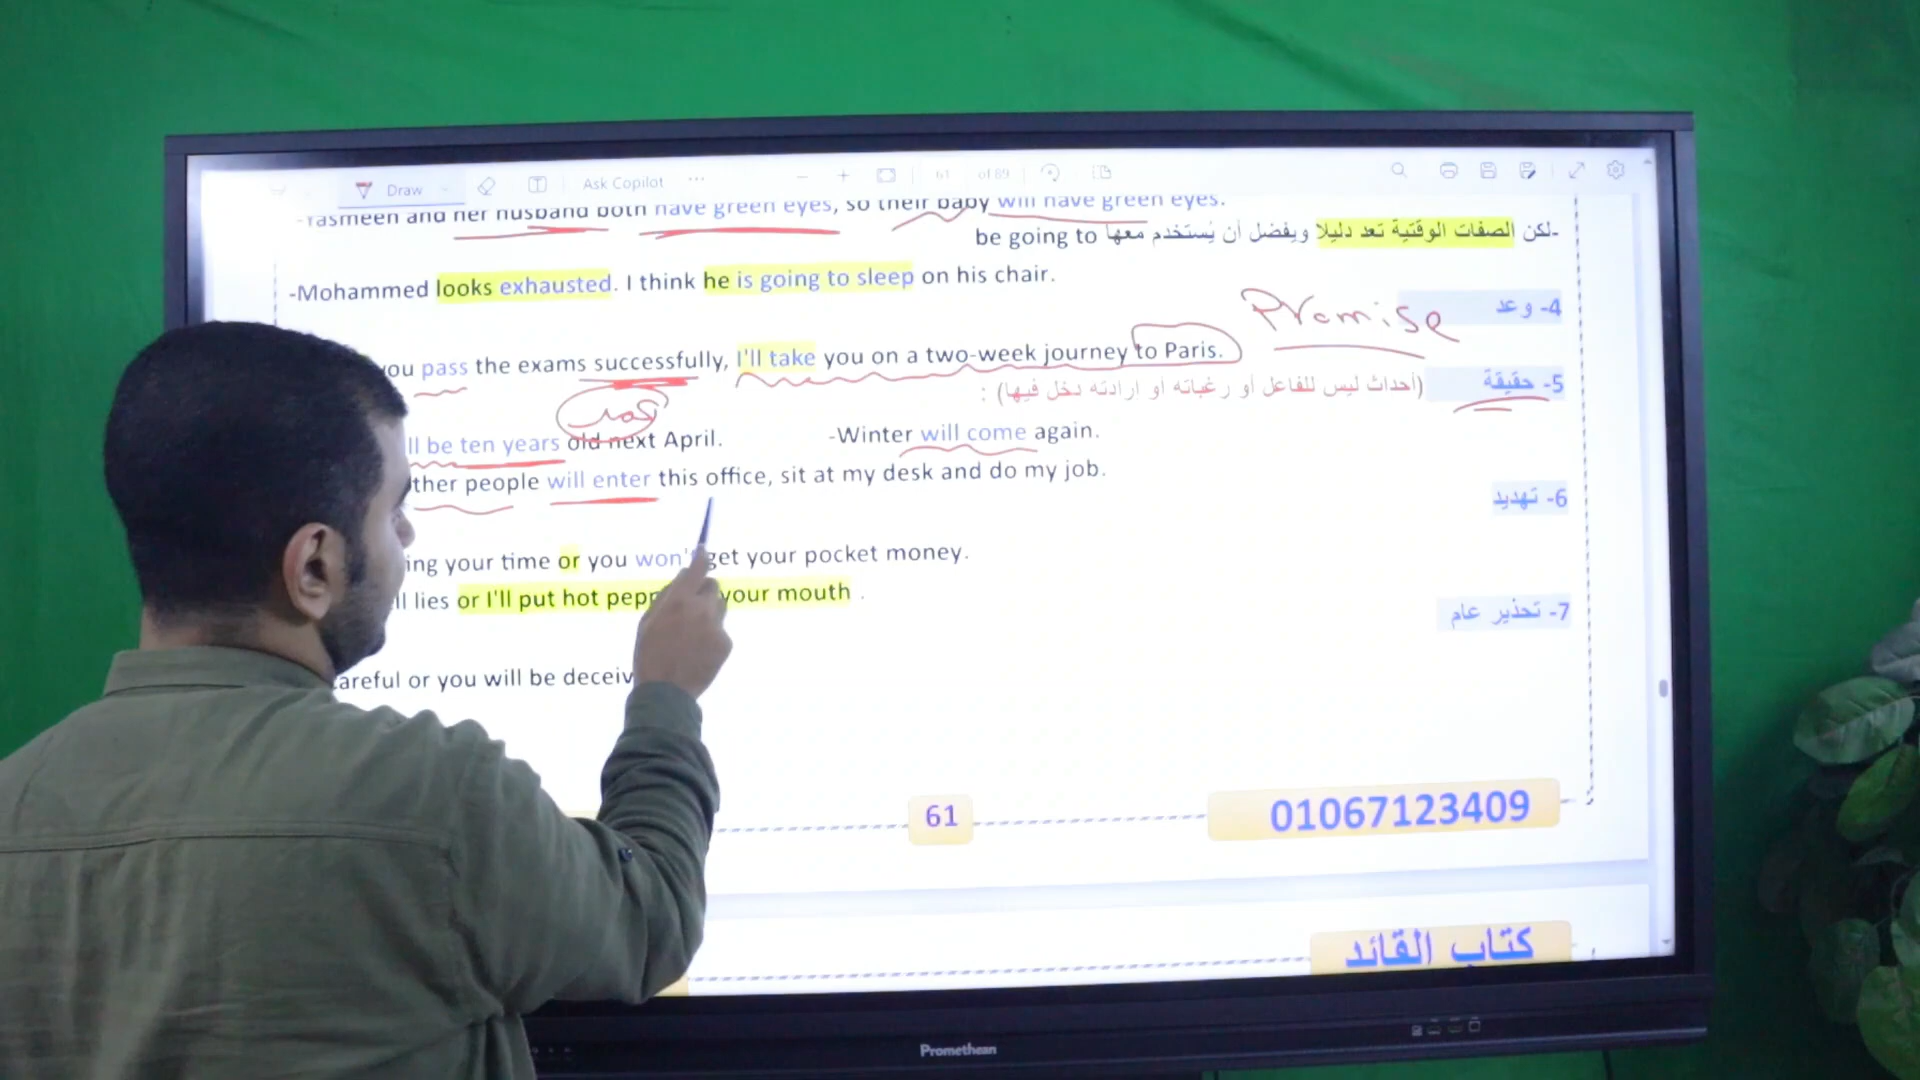 Draw Ask Copilot ... 61 of 89
-Yasmeen and her husband both have green eyes, so their baby will have green eyes.
-لكن الصفات الوقتية تعد دليلا ويفضل أن يُستخدم معها be going to
-Mohammed looks exhausted. I think he is going to sleep on his chair.
4- وعد
Promise
you pass the exams successfully, I'll take you on a two-week journey to Paris.
5- حقيقة (أحداث ليس للفاعل أو رغباته أو ارادته دخل فيها) :
ll be ten years old next April. -Winter will come again.
ther people will enter this office, sit at my desk and do my job.
6- تهديد
ing your time or you won't get your pocket money.
ll lies or I'll put hot pepp your mouth .
7- تحذير عام
careful or you will be deceiv
61
01067123409
كتاب القائد
Promethean